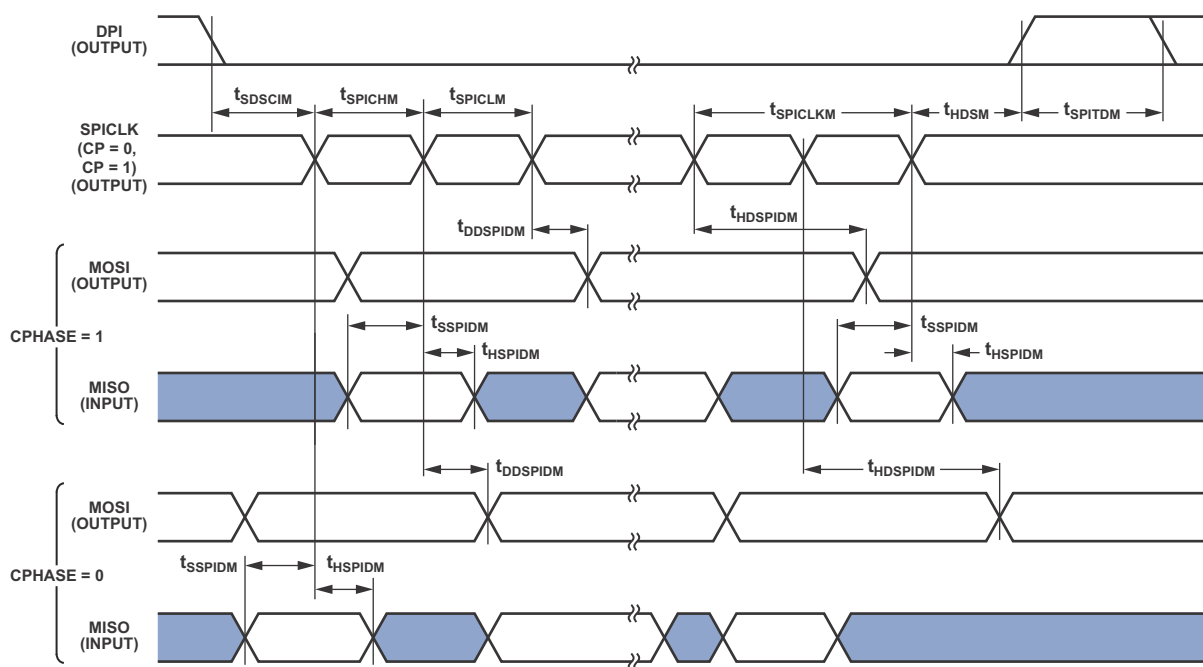 DPI
(OUTPUT)
tSDSCIM
tSPICHM
tSPICLM
tSPICLKM
tHDSM
tSPITDM
SPICLK
(CP = 0,
CP = 1)
(OUTPUT)
tDDSPIDM
tHDSPIDM
CPHASE = 1
MOSI
(OUTPUT)
tSSPIDM
tSSPIDM
tHSPIDM
tHSPIDM
MISO
(INPUT)
tDDSPIDM
tHDSPIDM
CPHASE = 0
MOSI
(OUTPUT)
tSSPIDM
tHSPIDM
MISO
(INPUT)